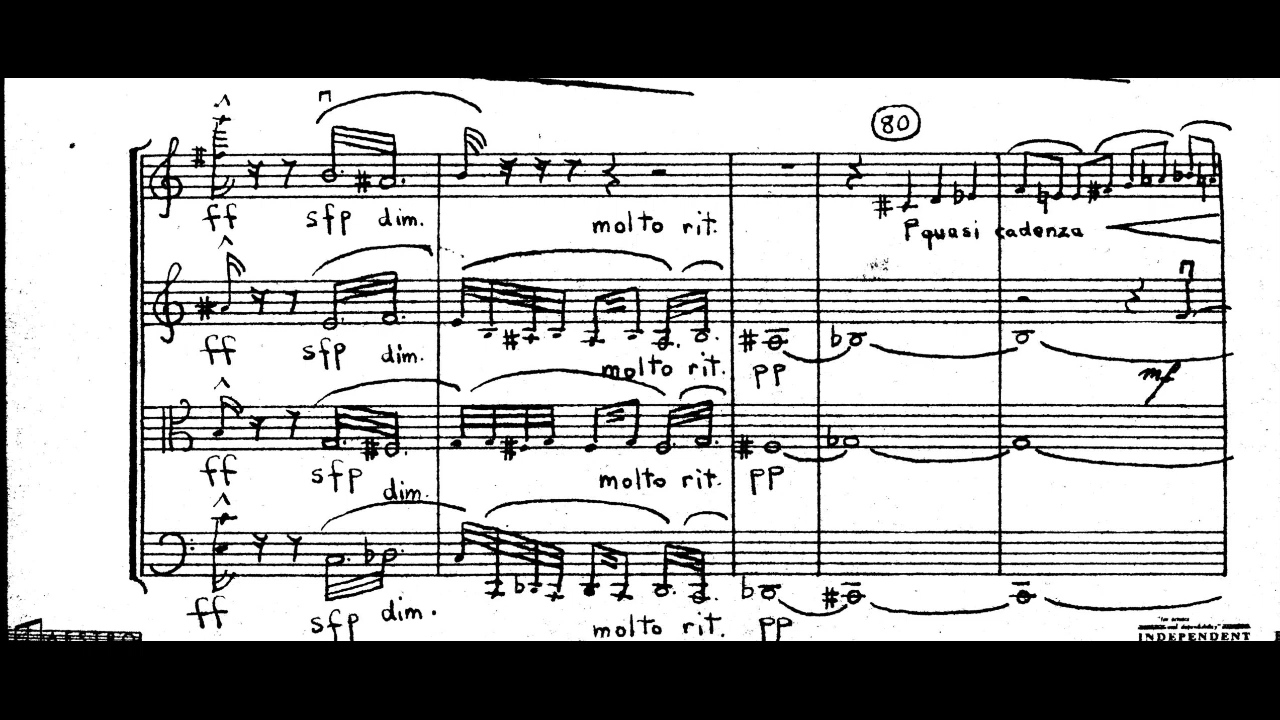 80
ff sfp dim. molto rit. P quasi cadenza
ff sfp dim. molto rit. pp mf
ff sfp dim. molto rit. pp
ff sfp dim. molto rit. pp
INDEPENDENT